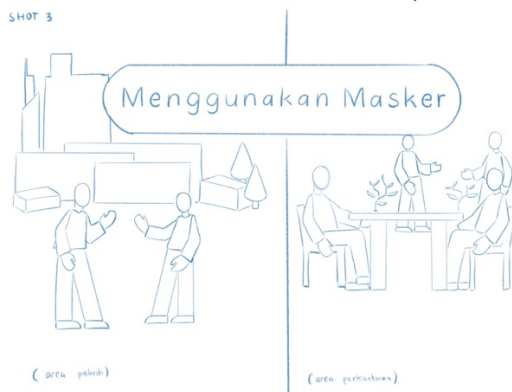 SHOT 3
Menggunakan Masker
(area pabrik)
(area perkantoran)